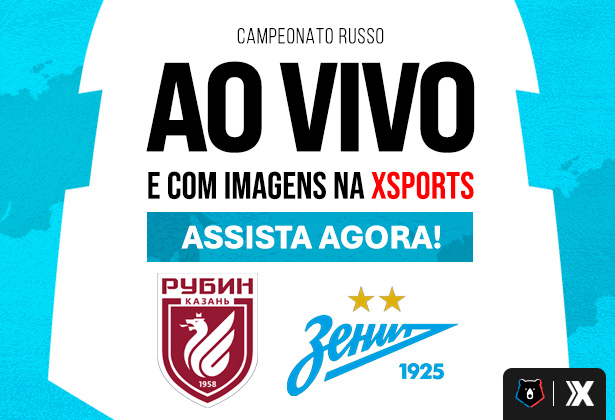 CAMPEONATO RUSSO
AO VIVO
E COM IMAGENS NA XSPORTS
ASSISTA AGORA!
РУБИН
КАЗАНЬ
1958
Зенит
1925
X